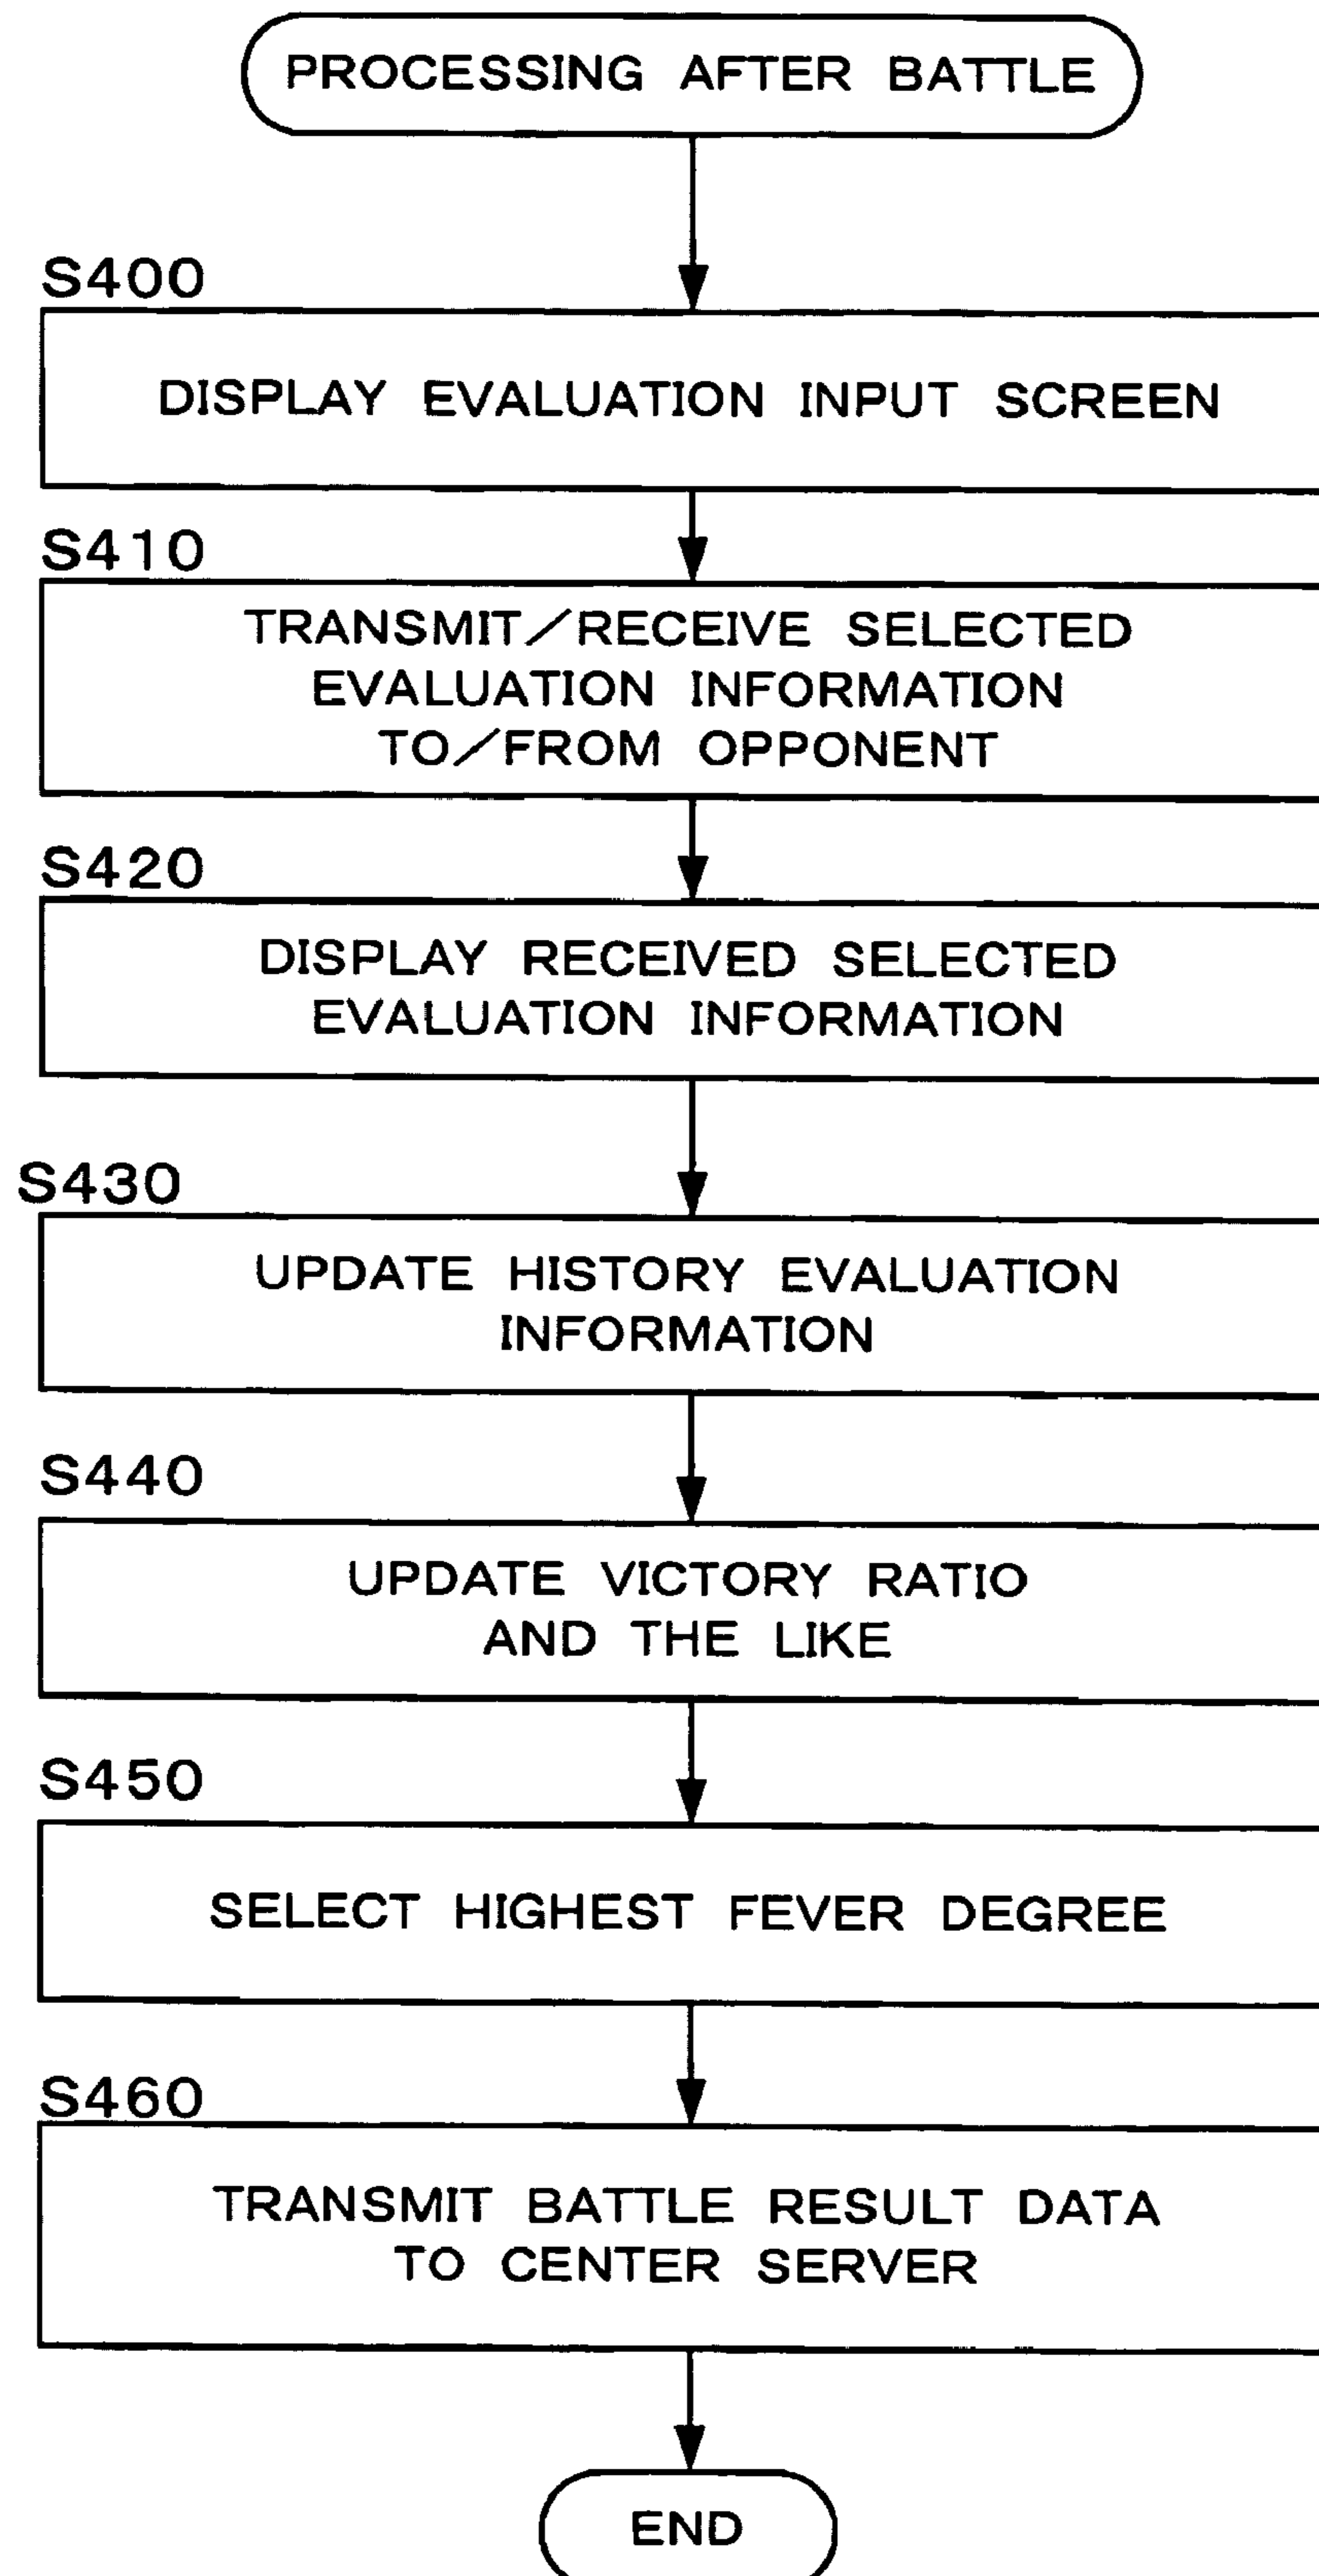 PROCESSING AFTER BATTLE
S400
DISPLAY EVALUATION INPUT SCREEN
S410
TRANSMIT/RECEIVE SELECTED
EVALUATION INFORMATION
TO/FROM OPPONENT
S420
DISPLAY RECEIVED SELECTED
EVALUATION INFORMATION
S430
UPDATE HISTORY EVALUATION
INFORMATION
S440
UPDATE VICTORY RATIO
AND THE LIKE
S450
SELECT HIGHEST FEVER DEGREE
S460
TRANSMIT BATTLE RESULT DATA
TO CENTER SERVER
END